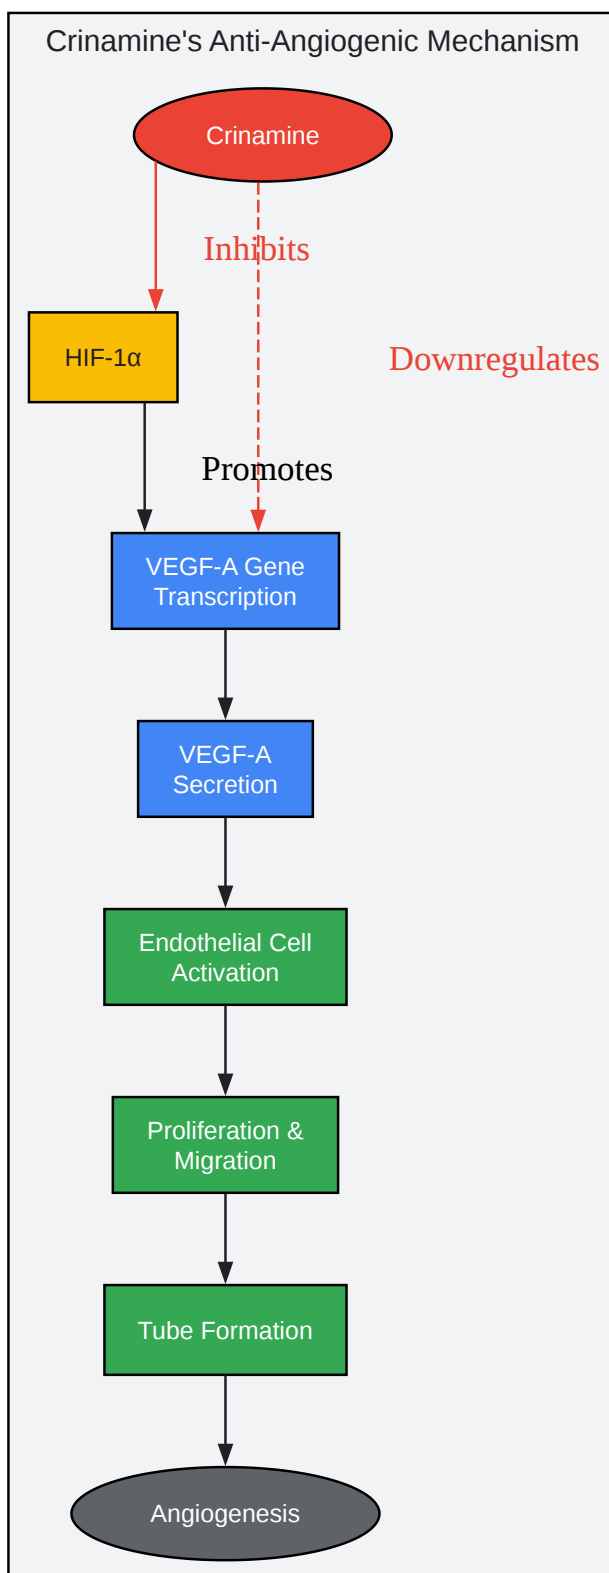 Crinamine's Anti-Angiogenic Mechanism
Crinamine
Inhibits
HIF-1α
Downregulates
Promotes
VEGF-A Gene
Transcription
VEGF-A
Secretion
Endothelial Cell
Activation
Proliferation &
Migration
Tube Formation
Angiogenesis